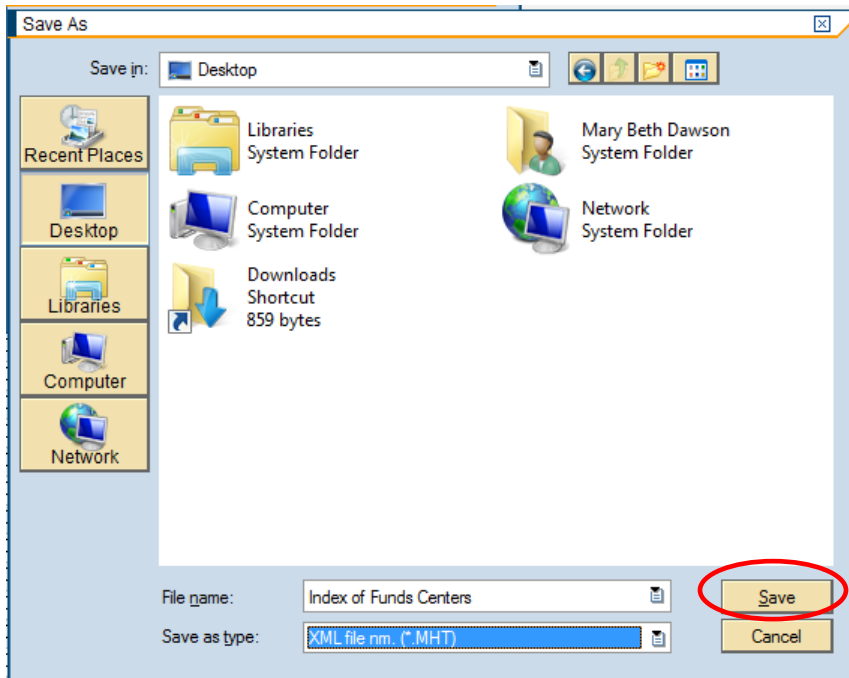 Save As
Save in: Desktop
Recent Places
Desktop
Libraries
Computer
Network
Libraries
System Folder
Mary Beth Dawson
System Folder
Computer
System Folder
Network
System Folder
Downloads
Shortcut
859 bytes
File name: Index of Funds Centers Save
Save as type: XML file nm. (*.MHT) Cancel